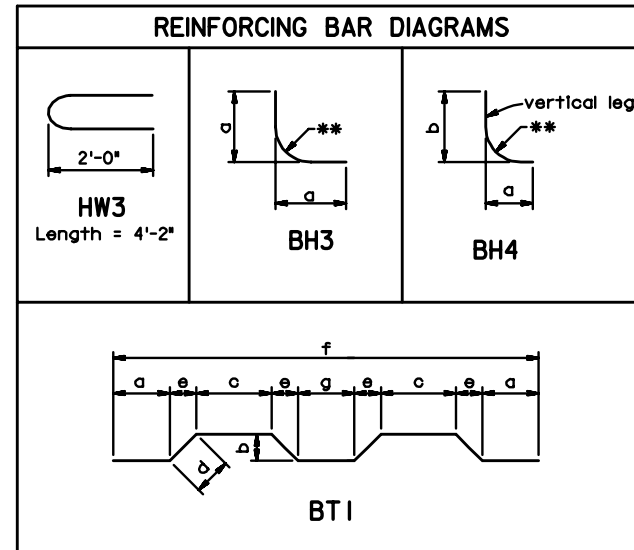 REINFORCING BAR DIAGRAMS
2'-0"
HW3
Length = 4'-2"
a
**
a
BH3
b
vertical leg
**
a
BH4
f
a e c e g e c e a
b
d
BT1